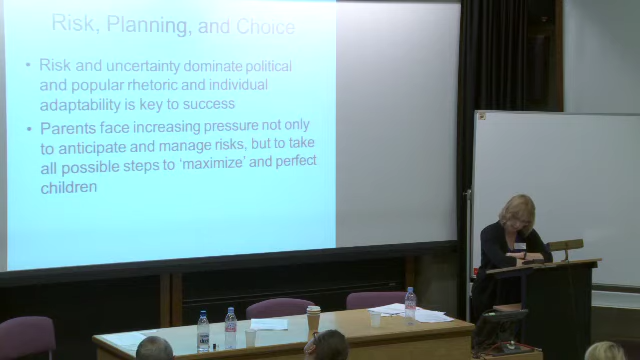 Risk, Planning, and Choice
• Risk and uncertainty dominate political
and popular rhetoric and individual
adaptability is key to success
• Parents face increasing pressure not only
to anticipate and manage risks, but to take
all possible steps to ‘maximize’ and perfect
children